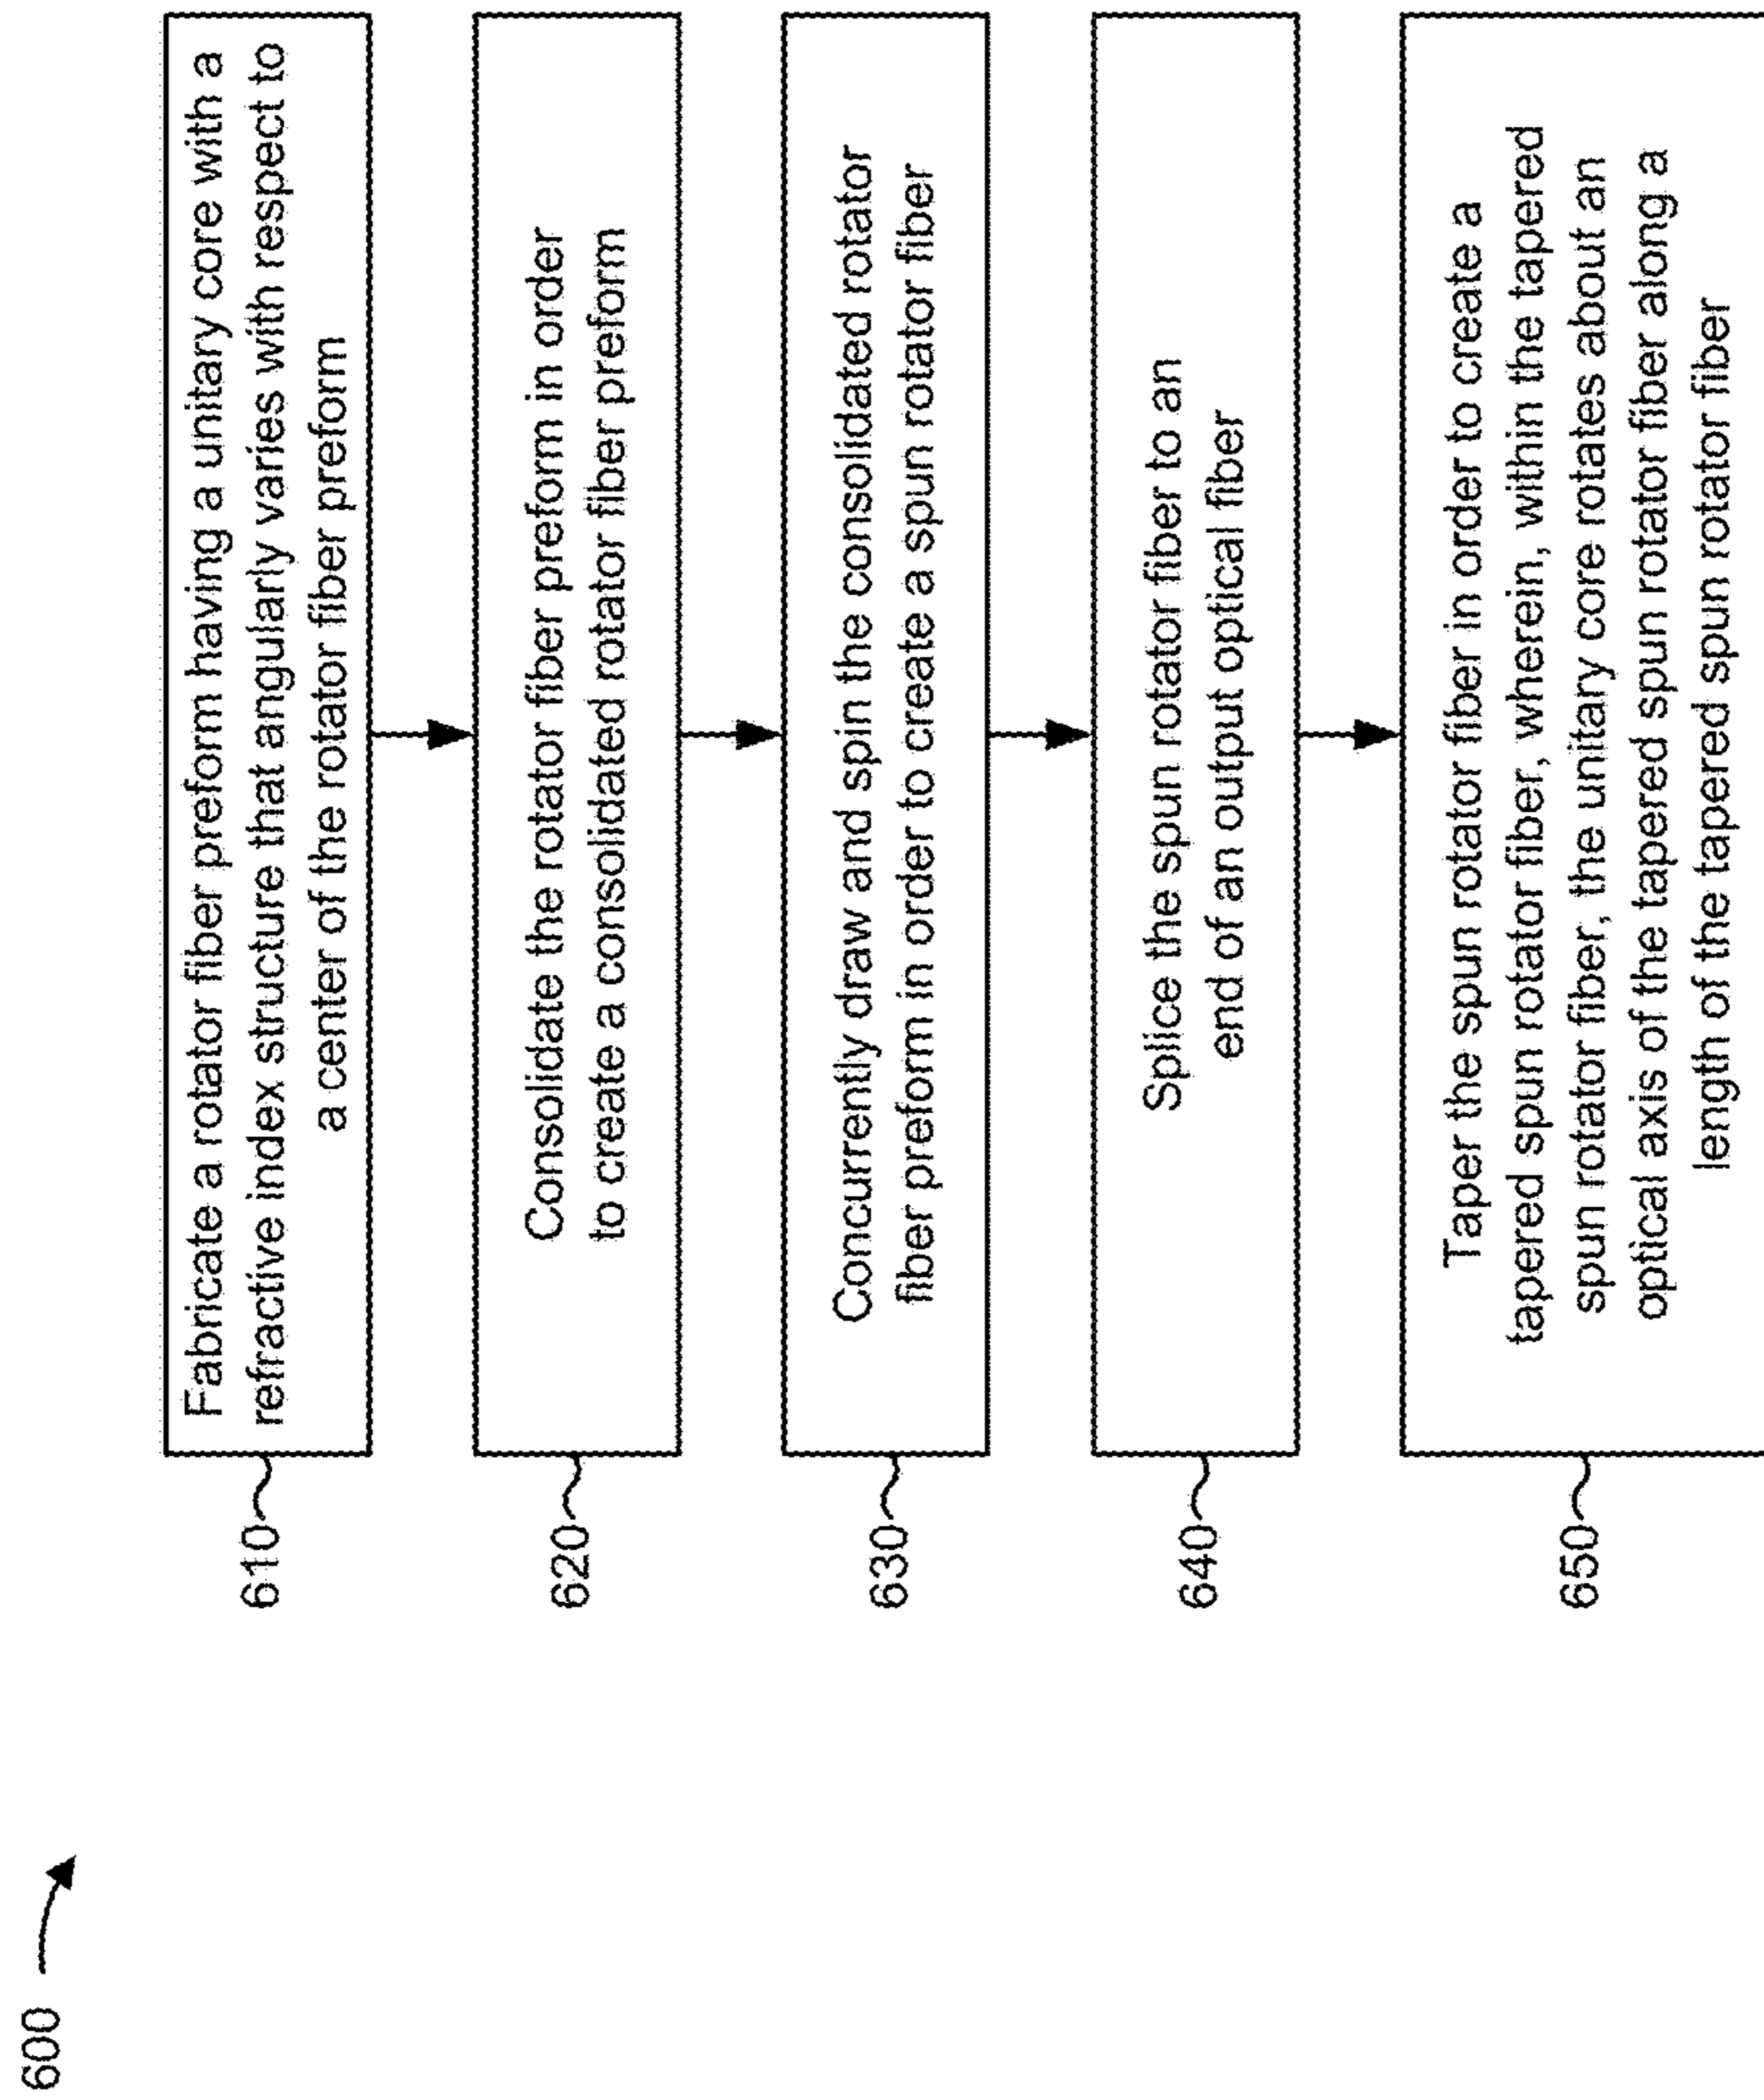 600
610
Fabricate a rotator fiber preform having a unitary core with a
refractive index structure that angularly varies with respect to
a center of the rotator fiber preform
620
Consolidate the rotator fiber preform in order
to create a consolidated rotator fiber preform
630
Concurrently draw and spin the consolidated rotator
fiber preform in order to create a spun rotator fiber
640
Splice the spun rotator fiber to an
end of an output optical fiber
650
Taper the spun rotator fiber in order to create a
tapered spun rotator fiber, wherein, within the tapered
spun rotator fiber, the unitary core rotates about an
optical axis of the tapered spun rotator fiber along a
length of the tapered spun rotator fiber